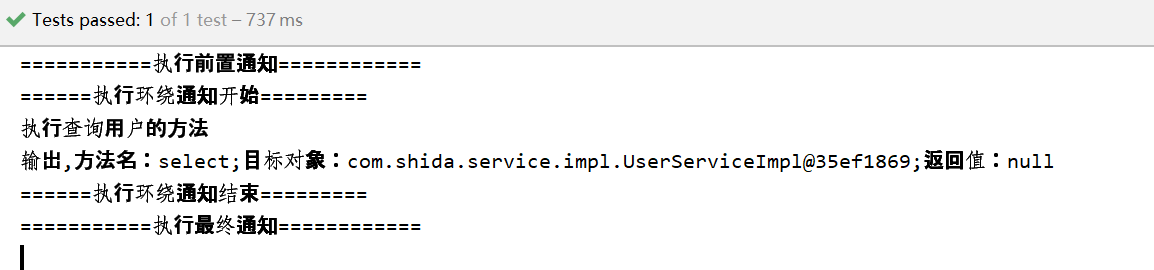 Tests passed: 1 of 1 test – 737 ms
===========执行前置通知============
======执行环绕通知开始=========
执行查询用户的方法
输出,方法名：select;目标对象：com.shida.service.impl.UserServiceImpl@35ef1869;返回值：null
======执行环绕通知结束=========
===========执行最终通知============